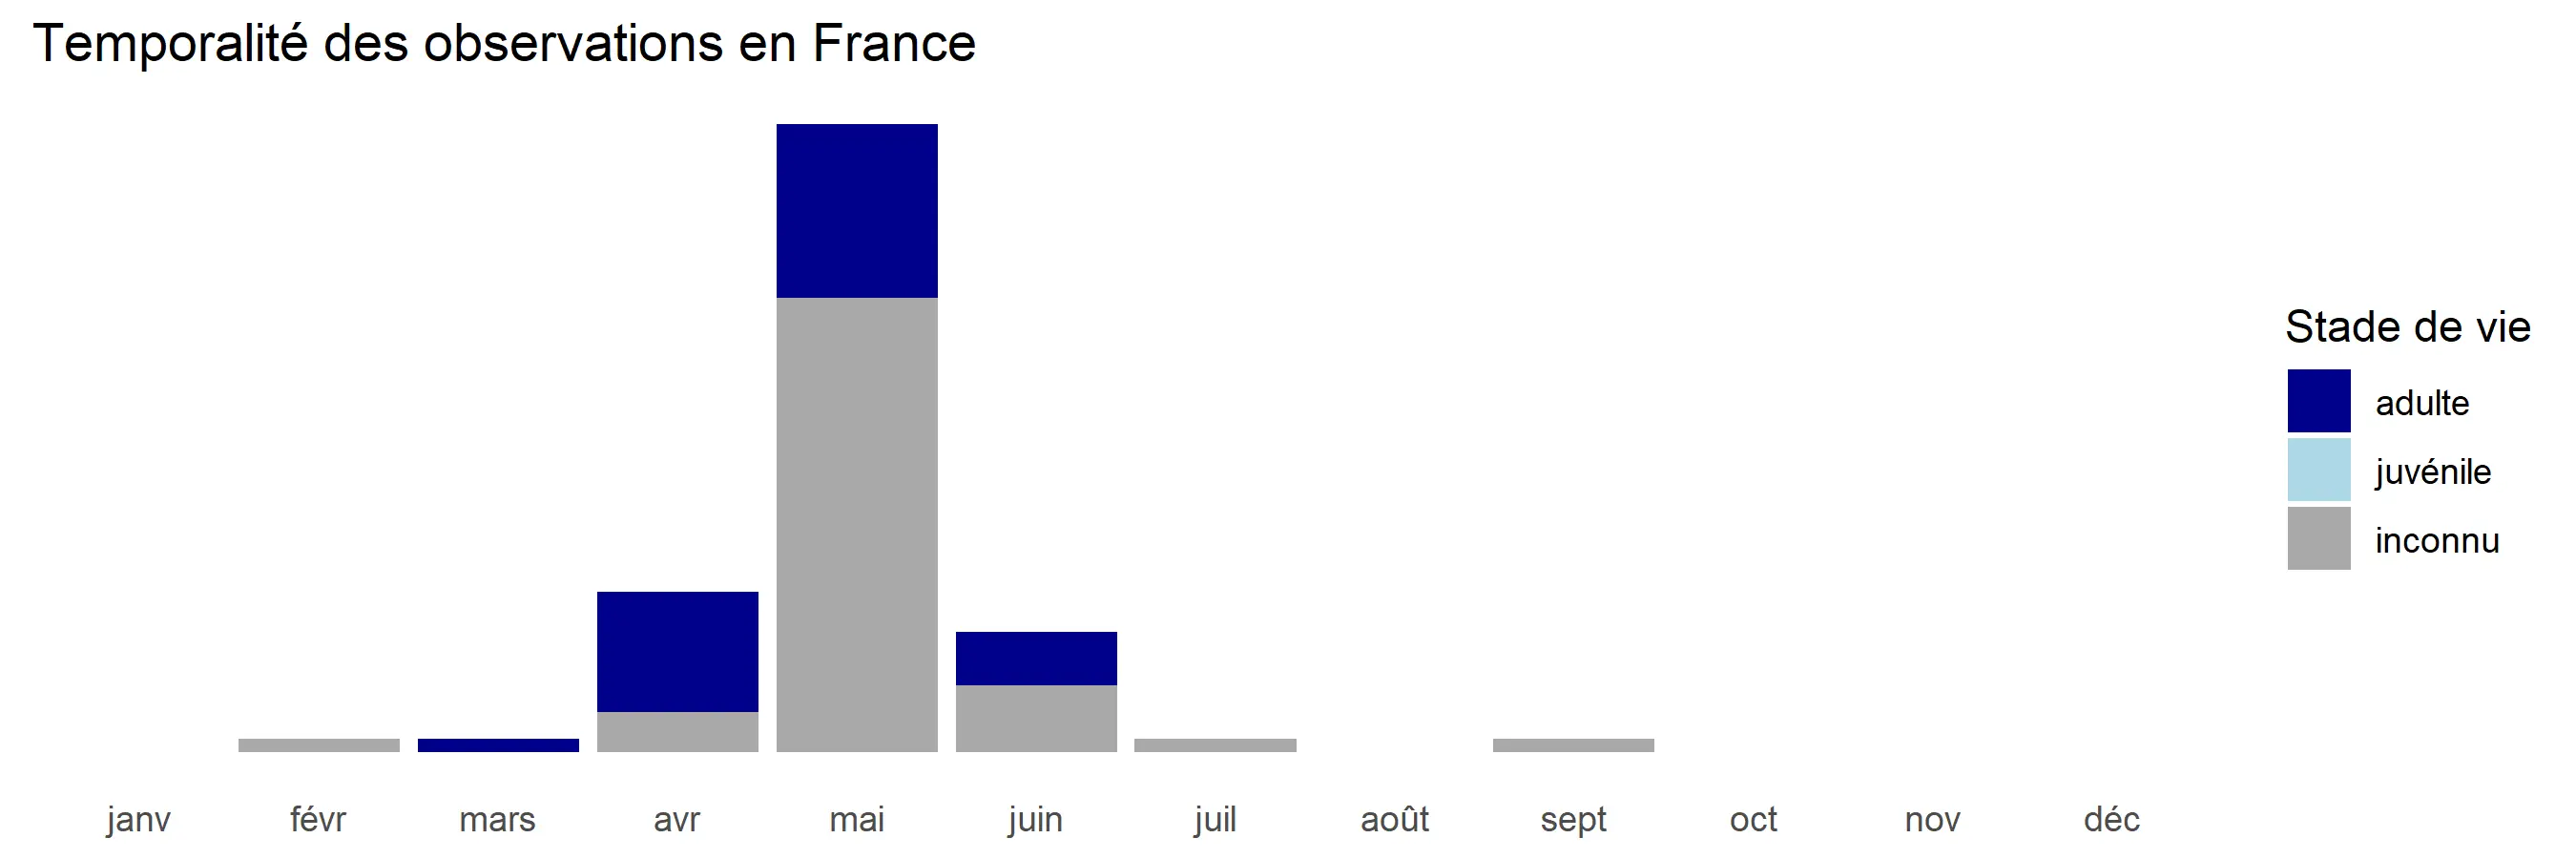 Temporalité des observations en France
Stade de vie
adulte
juvénile
inconnu
janv févr mars avr mai juin juil août sept oct nov déc